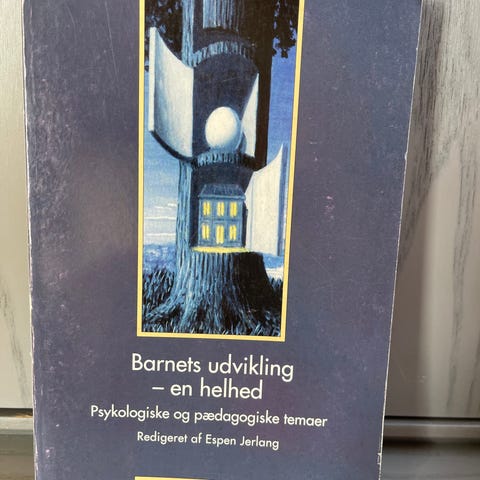 Barnets udvikling
– en helhed
Psykologiske og pædagogiske temaer
Redigeret af Espen Jerlang